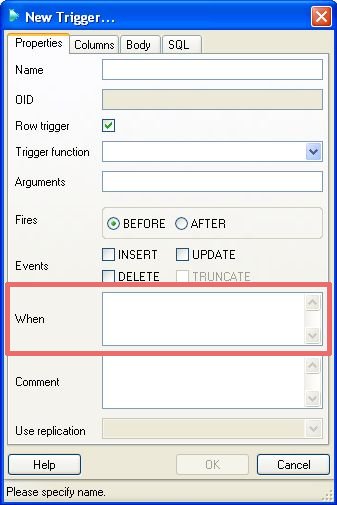 New Trigger...
Properties Columns Body SQL
Name
OID
Row trigger
Trigger function
Arguments
Fires BEFORE AFTER
Events INSERT UPDATE
DELETE TRUNCATE
When
Comment
Use replication
Help OK Cancel
Please specify name.